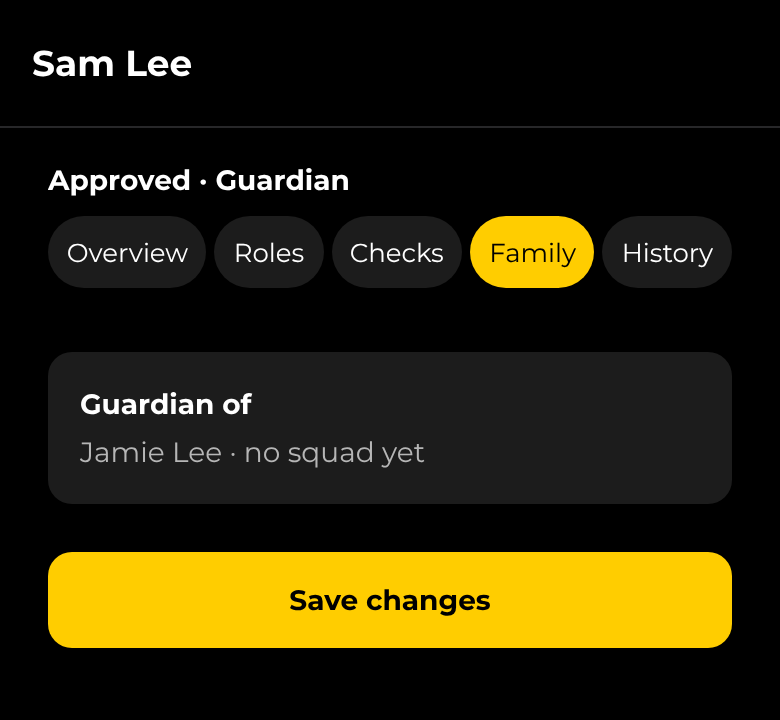 Sam Lee
Approved · Guardian
Overview Roles Checks Family History
Guardian of
Jamie Lee · no squad yet
Save changes